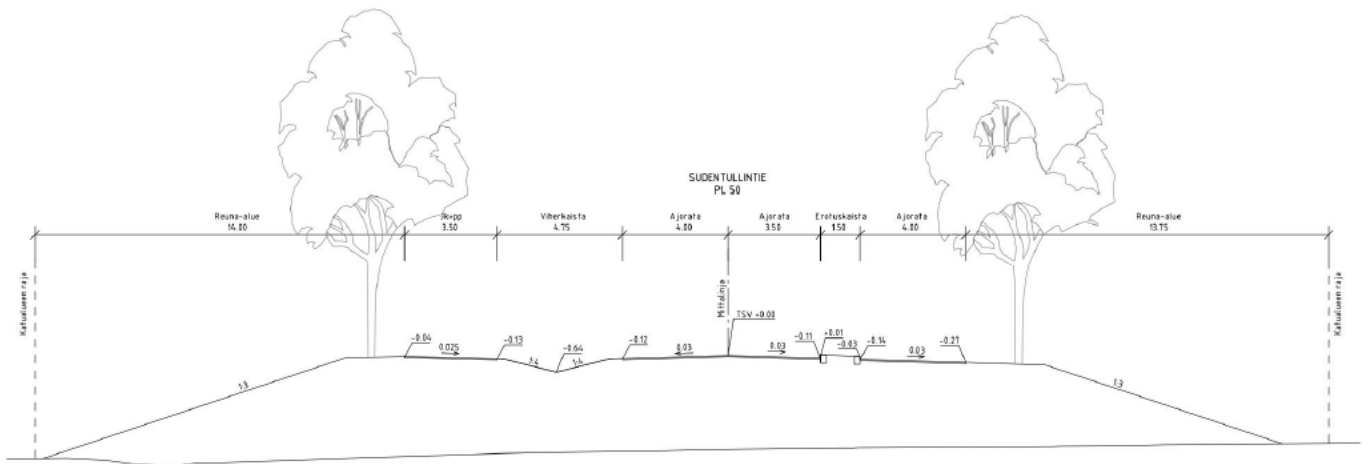 SUDENTULLINTIE
PL 50
Reuna-alue
14.00
Jk+pp
3.50
Viherkaista
4.75
Ajorata
4.00
Ajorata
3.50
Erotuskaista
1.50
Ajorata
4.00
Reuna-alue
13.75
Katualueen raja
Mittalinja
Katualueen raja
TSV +0.00
-0.04
0.025
-0.13
1:4
-0.64
1:4
-0.12
0.03
0.03
-0.11
+0.01
-0.03
-0.14
0.03
-0.27
1:3
1:3